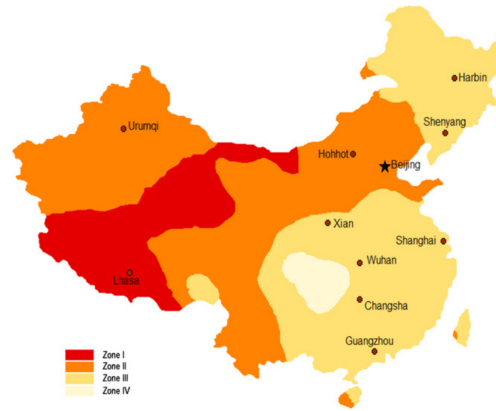 Harbin
Shenyang
Urumqi
Hohhot
Beijing
Xian
Shanghai
Wuhan
Lhasa
Changsha
Guangzhou
Zone I
Zone II
Zone III
Zone IV